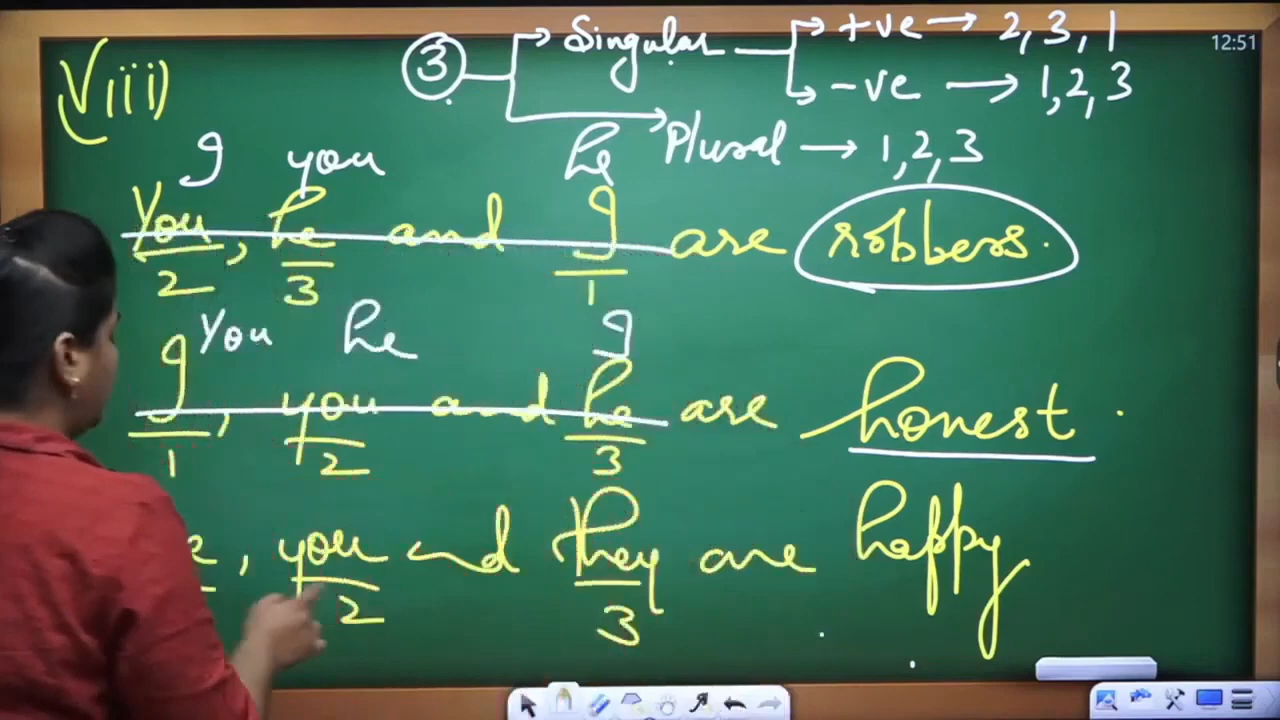 12:51
Viii)
③ → Singular → +ve → 2, 3, 1
→ -ve → 1, 2, 3
→ Plural → 1, 2, 3
I you he
You, he and I are robbers.
2 3 1
You he I
I, you and he are honest.
1 2 3
, you and they are happy
2 3